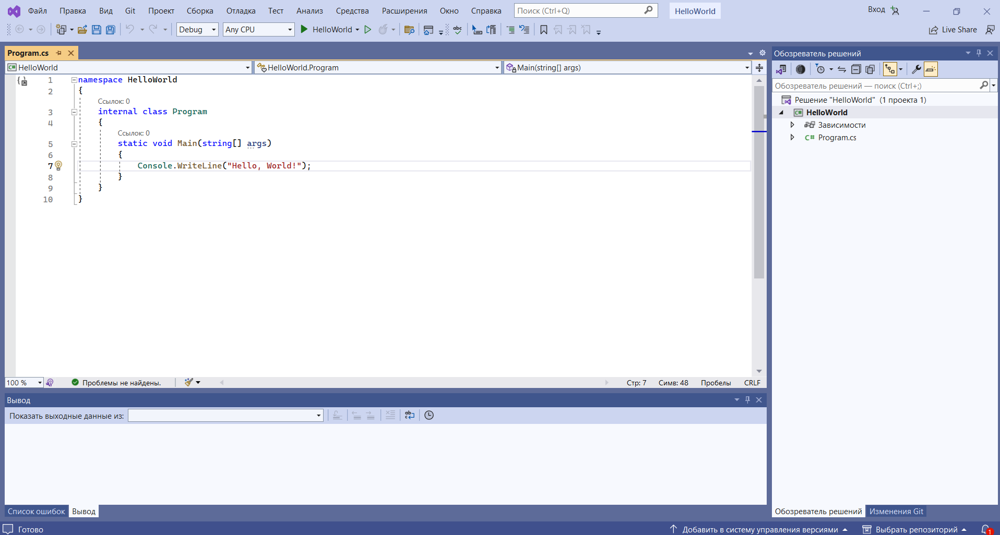 Файл Правка Вид Git Проект Сборка Отладка Тест Анализ Средства Расширения Окно Справка Поиск (Ctrl+Q) HelloWorld Вход
Debug Any CPU HelloWorld Live Share
Program.cs
HelloWorld HelloWorld.Program Main(string[] args)
1 namespace HelloWorld
2 {
Ссылок: 0
3 internal class Program
4 {
Ссылок: 0
5 static void Main(string[] args)
6 {
7 Console.WriteLine("Hello, World!");
8 }
9 }
10 }
100 % Проблемы не найдены. Стр: 7 Симв: 48 Пробелы CRLF
Вывод
Показать выходные данные из:
Список ошибок Вывод
Обозреватель решений
Обозреватель решений — поиск (Ctrl+;)
Решение "HelloWorld" (1 проекта 1)
HelloWorld
Зависимости
C# Program.cs
Обозреватель решений Изменения Git
Готово Добавить в систему управления версиями Выбрать репозиторий 1